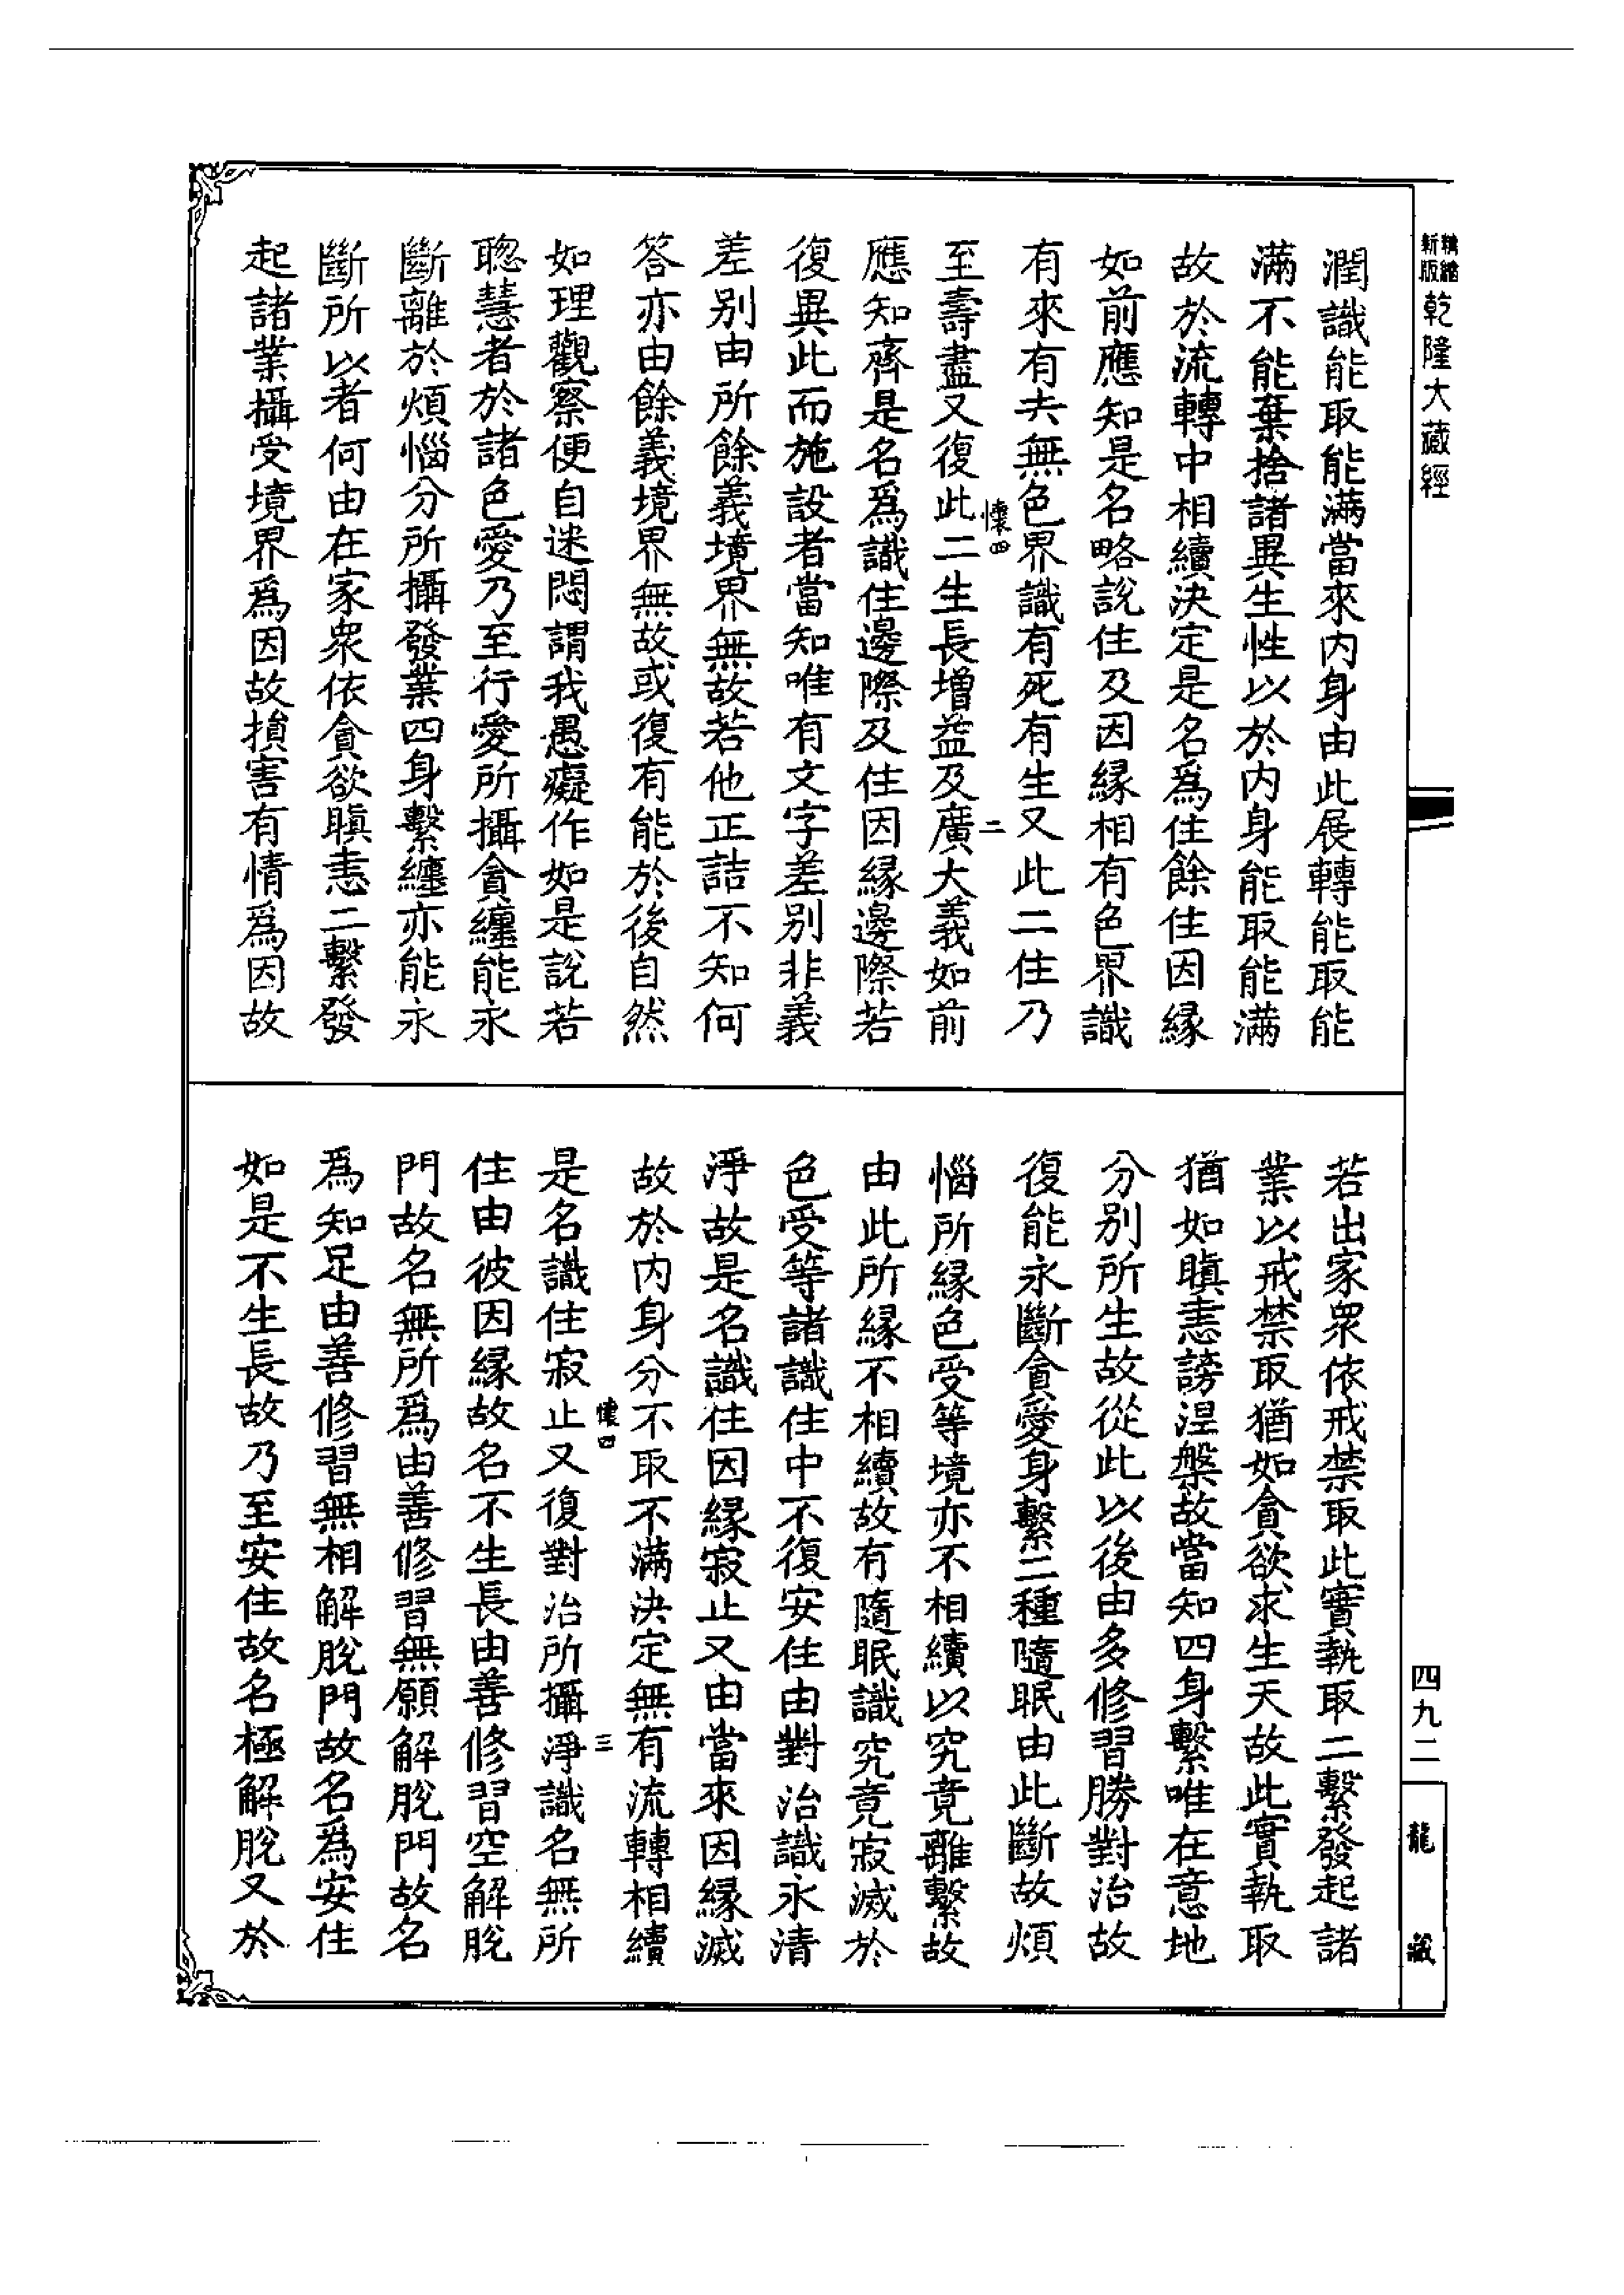 新版 乾隆大藏經
潤識能取能滿當來内身由此展轉能取能
滿不能棄捨諸異生性以於内身能取能滿
故於流轉中相續決定是名爲住餘住因縁
如前應知是名略說住及因縁相有色界識
有來有去無色界識有死有生又此二住乃
懷四 二
至壽盡又復此二生長增益及廣大義如前
應知齊是名爲識住邊際及住因縁邊際若
復異此而施設者當知唯有文字差别非義
差别由所餘義境界無故若他正詰不知何
答亦由餘義境界無故或復有能於後自然
如理觀察便自迷悶謂我愚癡作如是說若
聰慧者於諸色愛乃至行愛所攝貪纏能永
斷離於煩惱分所攝發業四身繫纏亦能永
斷所以者何由在家衆依貪欲瞋恚二繫發
起諸業攝受境界爲因故損害有情爲因故
若出家衆依戒禁取此實執取二繫發起諸
業以戒禁取猶如貪欲求生天故此實執取
猶如瞋恚謗涅槃故當知四身繫唯在意地
分别所生故從此以後由多修習勝對治故
復能永斷貪愛身繫二種隨眠由此斷故煩
惱所縁色受等境亦不相續以究竟離繫故
由此所縁不相續故有隨眠識究竟寂滅於
色受等諸識住中不復安住由對治識永清
淨故是名識住因縁寂止又由當來因縁滅
故於内身分不取不滿決定無有流轉相續
懷四 三
是名識住寂止又復對治所攝淨識名無所
住由彼因縁故名不生長由善修習空解脫
門故名無所爲由善修習無願解脫門故名
爲知足由善修習無相解脫門故名爲安住
如是不生長故乃至安住故名極解脫又於
四九二
龍藏